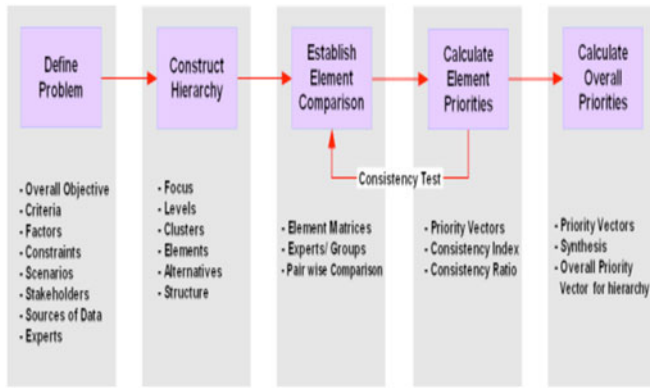 Define
Problem
Construct
Hierarchy
Establish
Element
Comparison
Calculate
Element
Priorities
Calculate
Overall
Priorities
Consistency Test
- Overall Objective
- Criteria
- Factors
- Constraints
- Scenarios
- Stakeholders
- Sources of Data
- Experts
- Focus
- Levels
- Clusters
- Elements
- Alternatives
- Structure
- Element Matrices
- Experts/ Groups
- Pair wise Comparison
- Priority Vectors
- Consistency Index
- Consistency Ratio
- Priority Vectors
- Synthesis
- Overall Priority
Vector for hierarchy